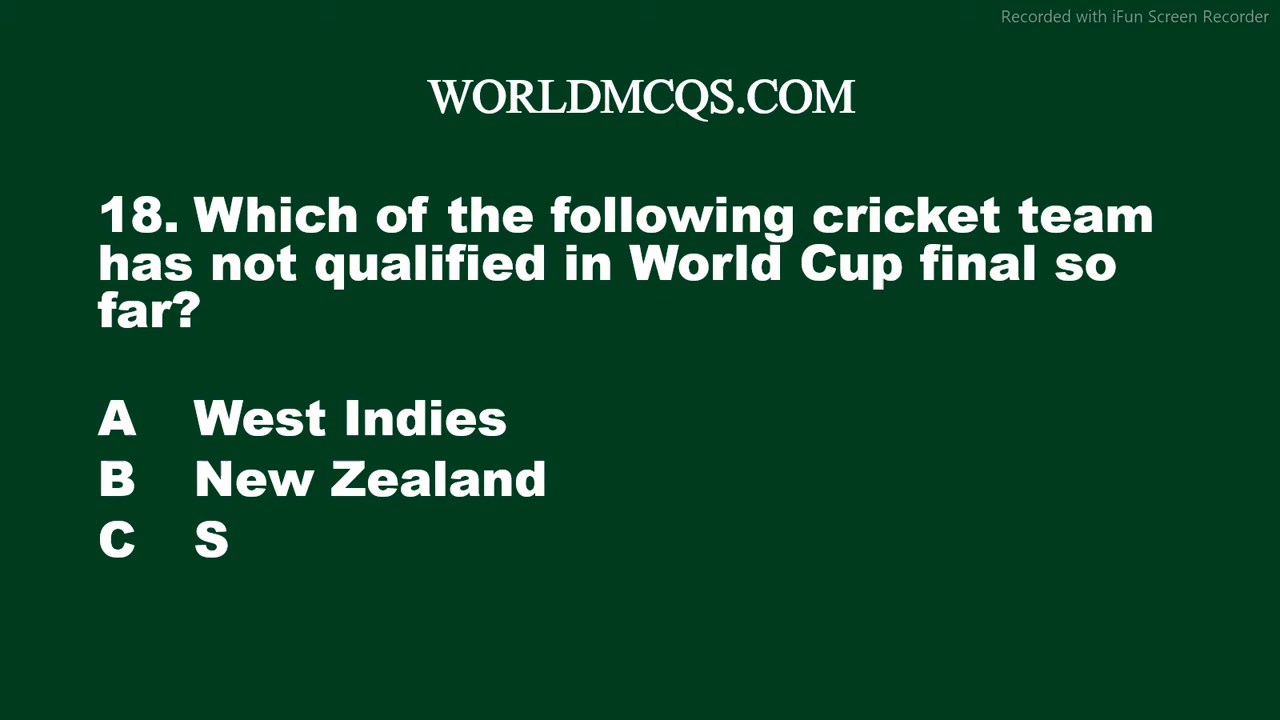 Recorded with iFun Screen Recorder
WORLDMCQS.COM
18. Which of the following cricket team
has not qualified in World Cup final so
far?
A West Indies
B New Zealand
C S